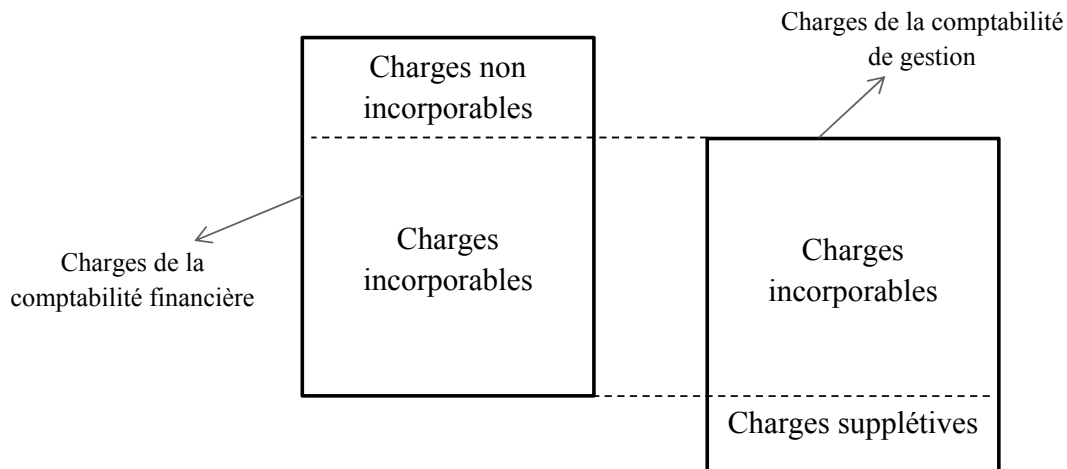 Charges de la comptabilité
de gestion
Charges non
incorporables
Charges
incorporables
Charges
incorporables
Charges de la
comptabilité financière
Charges supplétives